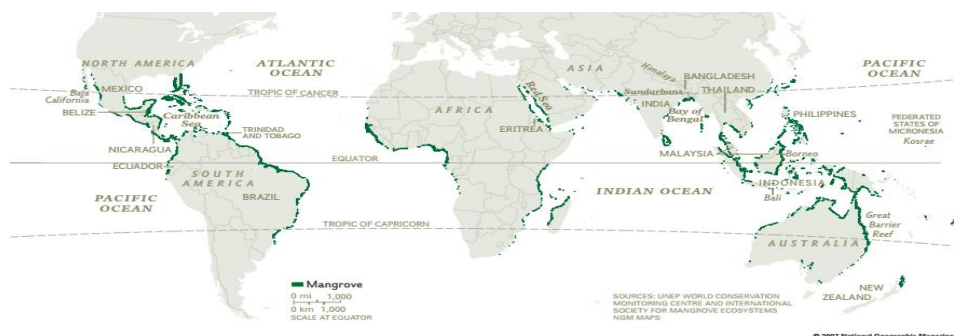 NORTH AMERICA
ATLANTIC
OCEAN
ASIA
PACIFIC
OCEAN
Himalaya
BANGLADESH
THAILAND
MEXICO
Baja
California
TROPIC OF CANCER
Red Sea
Sundarbans
INDIA
Bay of
Bengal
BELIZE
Caribbean
Sea
AFRICA
PHILIPPINES
FEDERATED
STATES OF
MICRONESIA
Kosrae
TRINIDAD
AND TOBAGO
ERITREA
NICARAGUA
ECUADOR
EQUATOR
MALAYSIA
Borneo
SOUTH
AMERICA
BRAZIL
PACIFIC
OCEAN
INDIAN OCEAN
INDONESIA
Bali
TROPIC OF CAPRICORN
Great
Barrier
Reef
AUSTRALIA
NEW
ZEALAND
Mangrove
0 mi 1,000
0 km 1,000
SCALE AT EQUATOR
SOURCES: UNEP WORLD CONSERVATION
MONITORING CENTRE AND INTERNATIONAL
SOCIETY FOR MANGROVE ECOSYSTEMS
NGM MAPS
© 2007 National Geographic Magazine